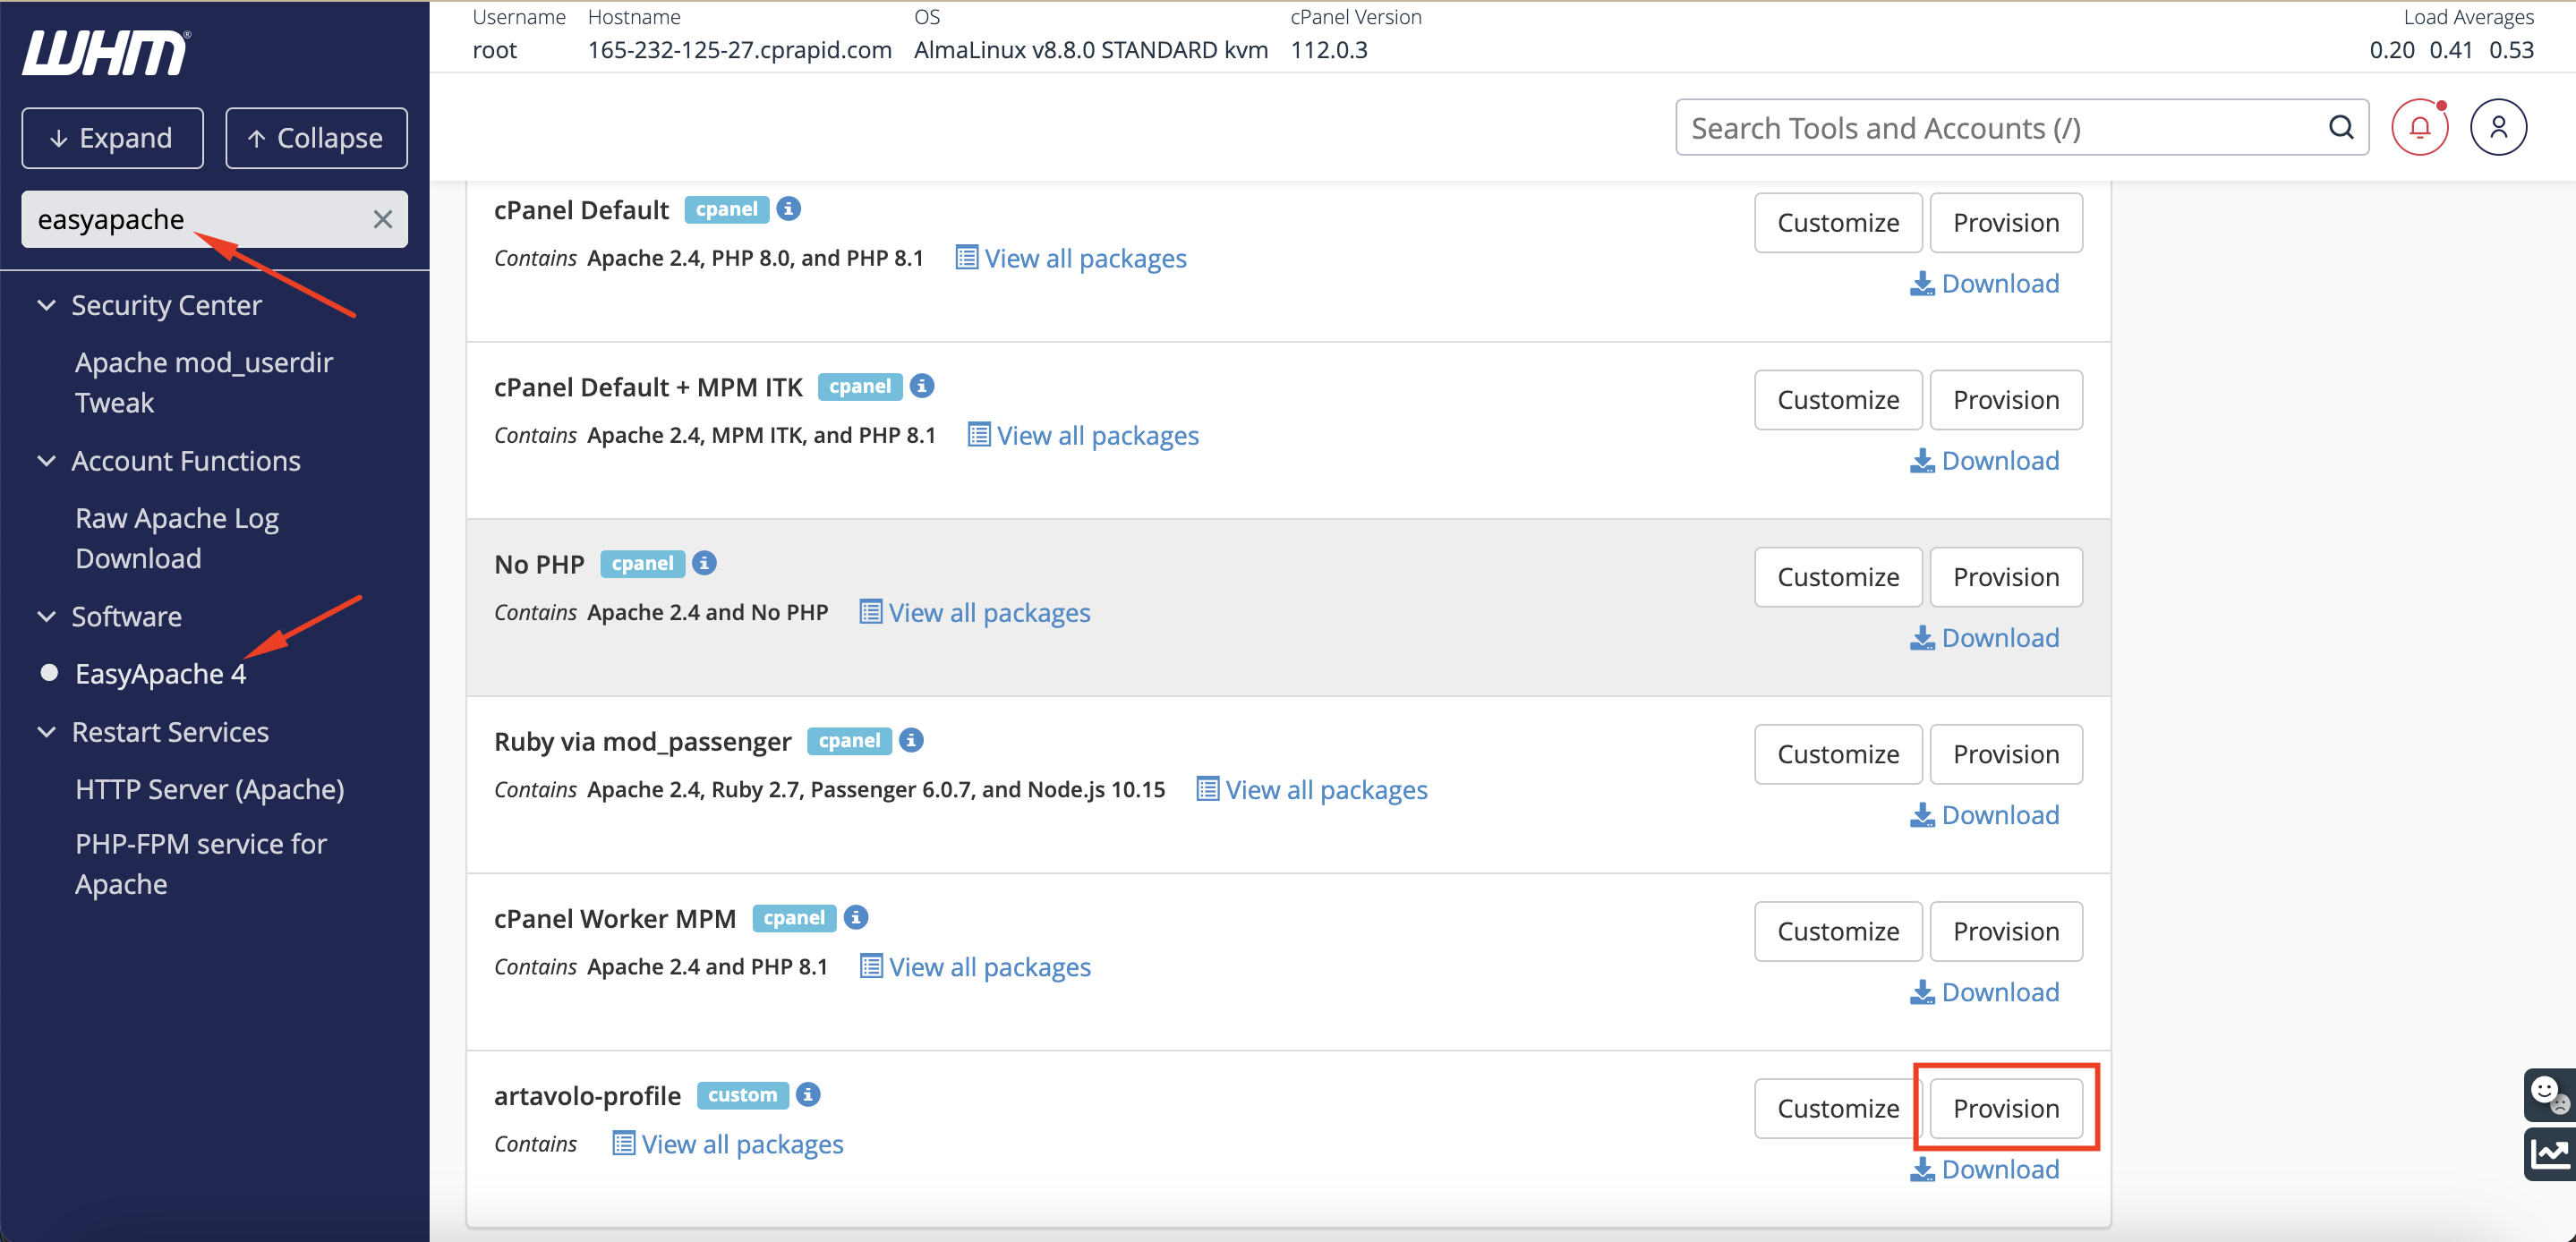 WHM®
Expand
Collapse
easyapache
Security Center
Apache mod_userdir
Tweak
Account Functions
Raw Apache Log
Download
Software
EasyApache 4
Restart Services
HTTP Server (Apache)
PHP-FPM service for
Apache
Username Hostname OS cPanel Version Load Averages
root 165-232-125-27.cprapid.com AlmaLinux v8.8.0 STANDARD kvm 112.0.3 0.20 0.41 0.53
Search Tools and Accounts (/)
cPanel Default cpanel
Contains Apache 2.4, PHP 8.0, and PHP 8.1 View all packages
Customize Provision
Download
cPanel Default + MPM ITK cpanel
Contains Apache 2.4, MPM ITK, and PHP 8.1 View all packages
Customize Provision
Download
No PHP cpanel
Contains Apache 2.4 and No PHP View all packages
Customize Provision
Download
Ruby via mod_passenger cpanel
Contains Apache 2.4, Ruby 2.7, Passenger 6.0.7, and Node.js 10.15 View all packages
Customize Provision
Download
cPanel Worker MPM cpanel
Contains Apache 2.4 and PHP 8.1 View all packages
Customize Provision
Download
artavolo-profile custom
Contains View all packages
Customize Provision
Download